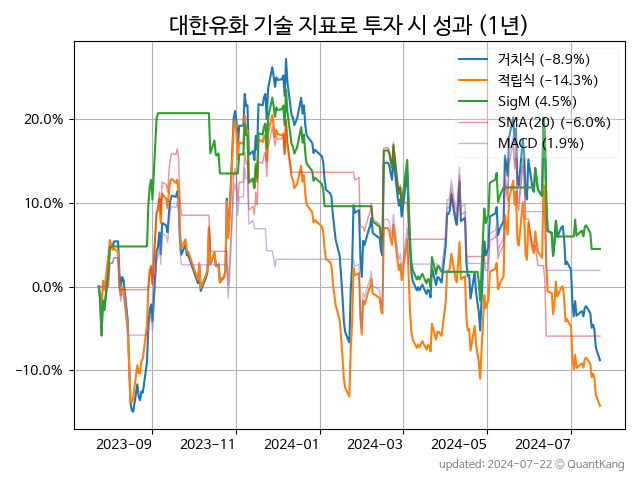 대한유화 기술 지표로 투자 시 성과 (1년)
거치식 (−8.9%)
적립식 (−14.3%)
SigM (4.5%)
SMA(20) (−6.0%)
MACD (1.9%)
20.0%
10.0%
0.0%
−10.0%
2023−09 2023−11 2024−01 2024−03 2024−05 2024−07
updated: 2024-07-22 © QuantKang